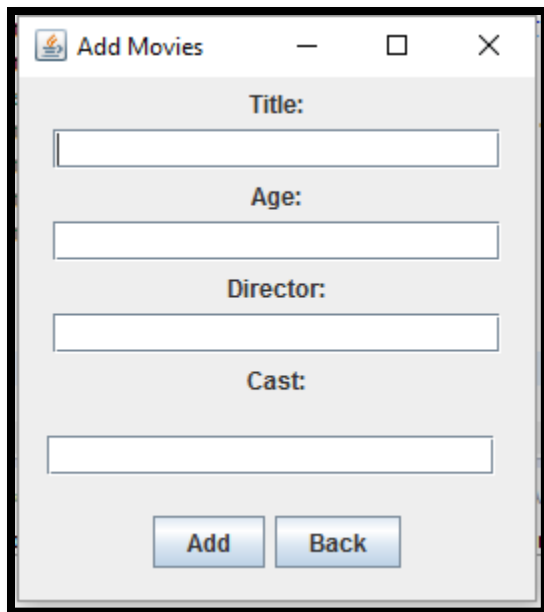 Add Movies
Title:
Age:
Director:
Cast:
Add Back